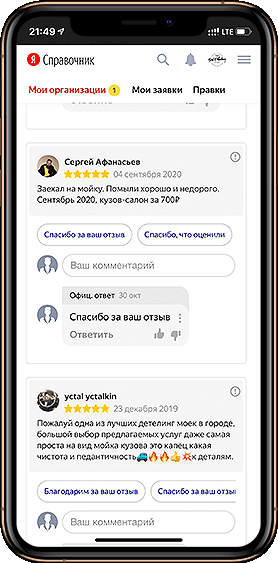 21:49
LTE
Я Справочник
Мои организации 1 Мои заявки Правки
Сергей Афанасьев
04 сентября 2020
Заехал на мойку. Помыли хорошо и недорого.
Сентябрь 2020, кузов-салон за 700₽
Спасибо за ваш отзыв Спасибо, что оценили
Ваш комментарий
Офиц. ответ 30 окт
Спасибо за ваш отзыв
Ответить
yctal yctalkin
23 декабря 2019
Пожалуй одна из лучших детелинг моек в городе,
большой выбор предлагаемых услуг даже самая
проста на вид мойка кузова это капец какая
чистота и педантичность🚙🔥🔥👍💥к деталям.
Благодарим за ваш отзыв Спасибо за ваш отзыв
Ваш комментарий